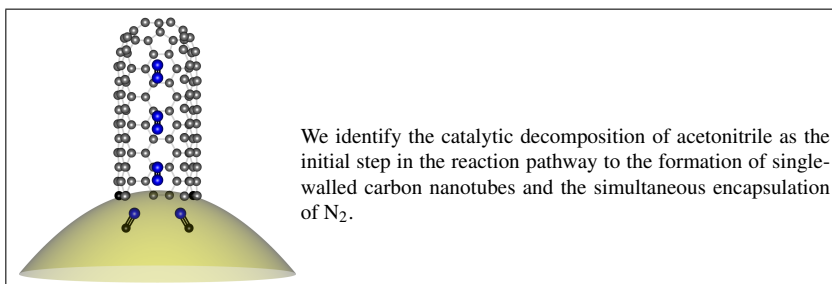 We identify the catalytic decomposition of acetonitrile as the
initial step in the reaction pathway to the formation of single-
walled carbon nanotubes and the simultaneous encapsulation
of N₂.